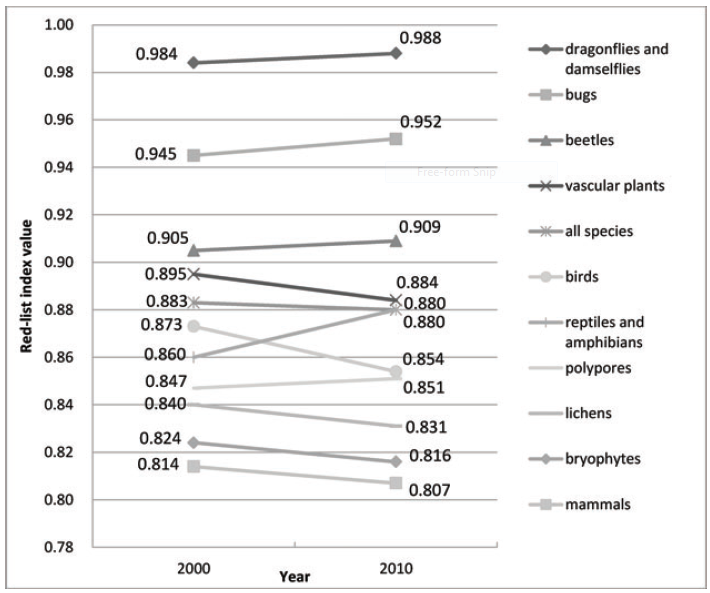 1.00
0.98
0.96
0.94
0.92
0.90
0.88
0.86
0.84
0.82
0.80
0.78
Red-list index value
0.984
0.988
0.945
0.952
Free-form Snip
0.905
0.909
0.895
0.884
0.883
0.880
0.880
0.873
0.854
0.860
0.847
0.851
0.840
0.831
0.824
0.816
0.814
0.807
2000
2010
Year
dragonflies and
damselflies
bugs
beetles
vascular plants
all species
birds
reptiles and
amphibians
polypores
lichens
bryophytes
mammals